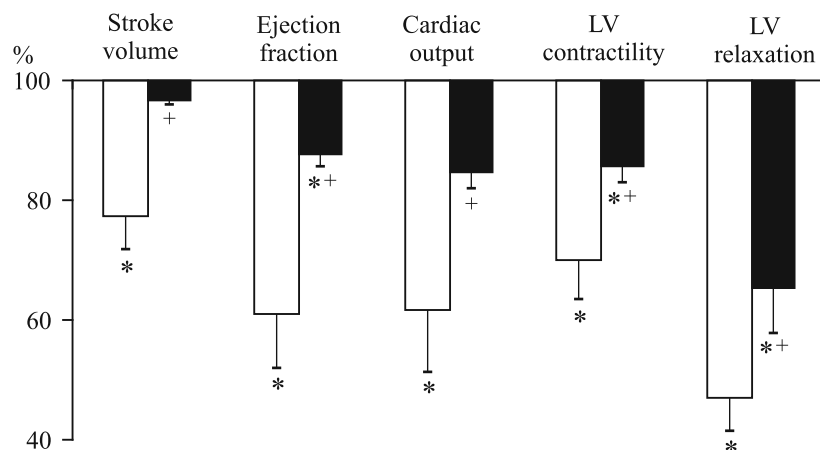 Stroke
volume
Ejection
fraction
Cardiac
output
LV
contractility
LV
relaxation
%
100
80
60
40
+
*+
+
*+
*+
*
*
*
*
*